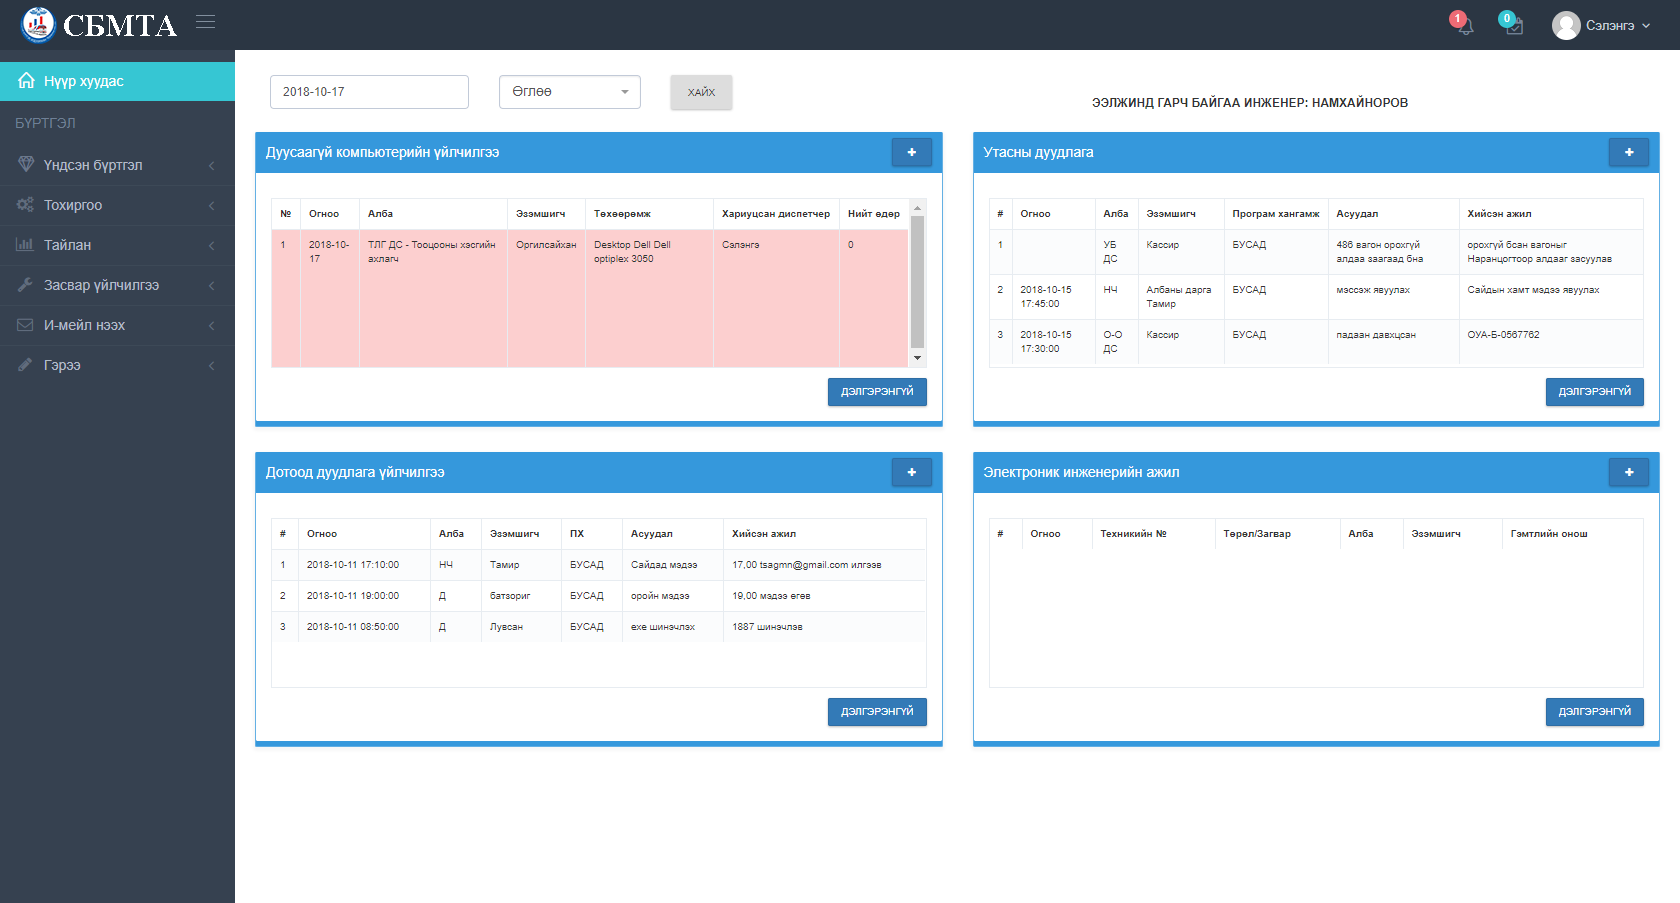 СБМТА
1
0
Сэлэнгэ
Нүүр хуудас
БҮРТГЭЛ
Үндсэн бүртгэл
Тохиргоо
Тайлан
Засвар үйлчилгээ
И-мейл нээх
Гэрээ
2018-10-17
Өглөө
ХАЙХ
ЭЭЛЖИНД ГАРЧ БАЙГАА ИНЖЕНЕР: НАМХАЙНОРОВ
Дуусаагүй компьютерийн үйлчилгээ
№ Огноо Алба Эзэмшигч Төхөөрөмж Хариуцсан диспетчер Нийт өдөр
1 2018-10- ТЛГ ДС - Тооцооны хэсгийн Оргилсайхан Desktop Dell Dell Сэлэнгэ 0
17 ахлагч optiplex 3050
ДЭЛГЭРЭНГҮЙ
Утасны дуудлага
# Огноо Алба Эзэмшигч Програм хангамж Асуудал Хийсэн ажил
1 УБ Кассир БУСАД 486 вагон орохгүй орохгүй бсан вагоныг
ДС алдаа заагаад бна Наранцогтоор алдааг засуулав
2 2018-10-15 НЧ Албаны дарга БУСАД мэссэж явуулах Сайдын хамт мэдээ явуулах
17:45:00 Тамир
3 2018-10-15 О-О Кассир БУСАД падаан давхцсан ОУА-Б-0567762
17:30:00 ДС
ДЭЛГЭРЭНГҮЙ
Дотоод дуудлага үйлчилгээ
# Огноо Алба Эзэмшигч ПХ Асуудал Хийсэн ажил
1 2018-10-11 17:10:00 НЧ Тамир БУСАД Сайдад мэдээ 17,00 tsagmn@gmail.com илгээв
2 2018-10-11 19:00:00 Д батзориг БУСАД оройн мэдээ 19,00 мэдээ өгөв
3 2018-10-11 08:50:00 Д Лувсан БУСАД exe шинэчлэх 1887 шинэчлэв
ДЭЛГЭРЭНГҮЙ
Электроник инженерийн ажил
# Огноо Техникийн № Төрөл/Загвар Алба Эзэмшигч Гэмтлийн онош
ДЭЛГЭРЭНГҮЙ